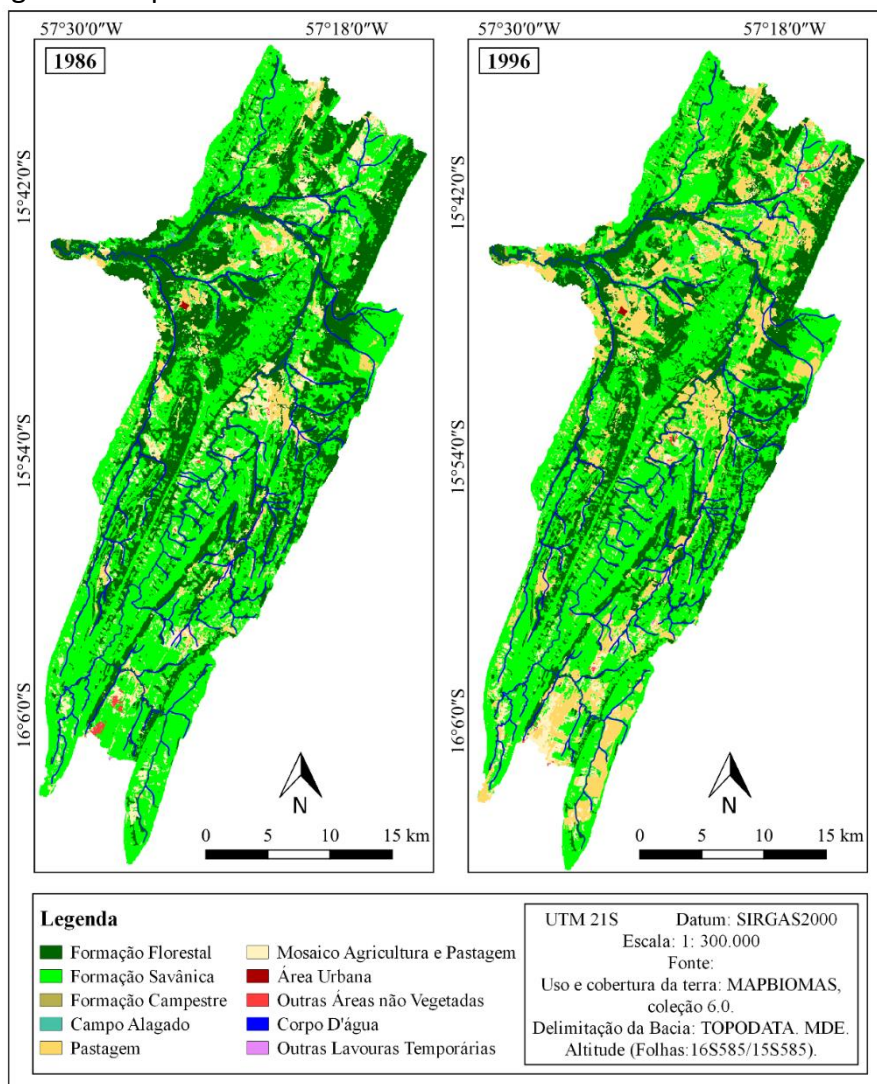 57°30'0"W 57°18'0"W 57°30'0"W 57°18'0"W
1986
1996
15°42'0"S
15°54'0"S
16°6'0"S
15°42'0"S
15°54'0"S
16°6'0"S
N
0 5 10 15 km
N
0 5 10 15 km
Legenda
Formação Florestal
Formação Savânica
Formação Campestre
Campo Alagado
Pastagem
Mosaico Agricultura e Pastagem
Área Urbana
Outras Áreas não Vegetadas
Corpo D'água
Outras Lavouras Temporárias
UTM 21S Datum: SIRGAS2000
Escala: 1: 300.000
Fonte:
Uso e cobertura da terra: MAPBIOMAS,
coleção 6.0.
Delimitação da Bacia: TOPODATA. MDE.
Altitude (Folhas:16S585/15S585).